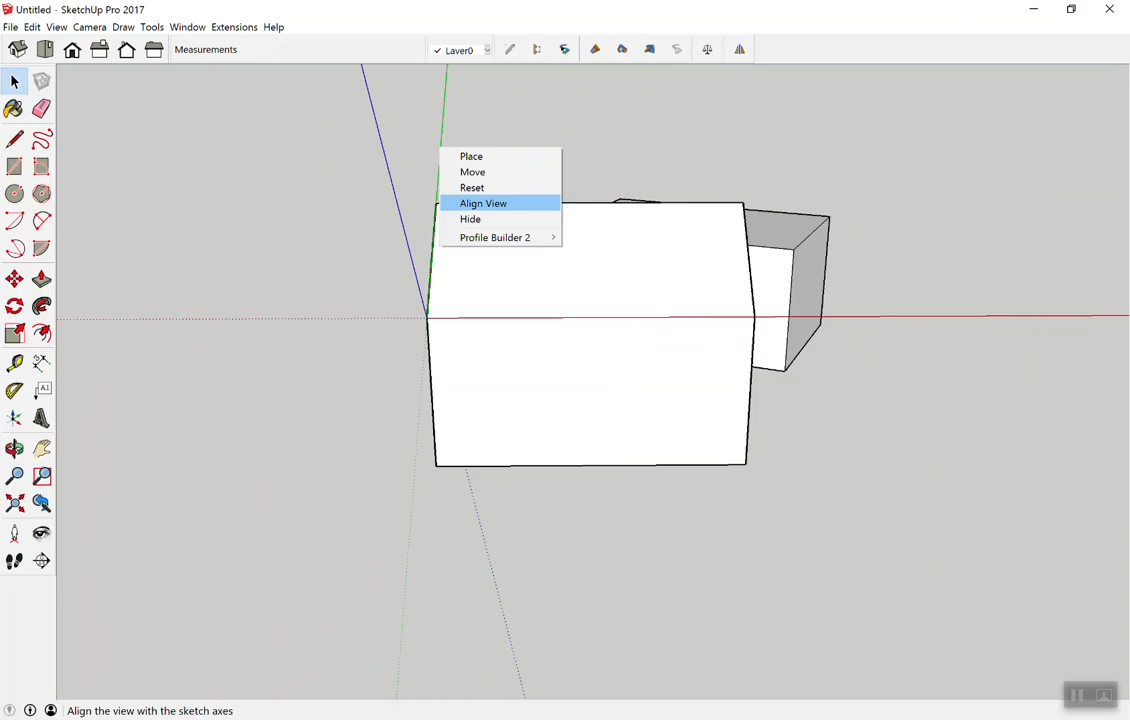 Untitled - SketchUp Pro 2017
File Edit View Camera Draw Tools Window Extensions Help
Measurements
Layer0
Place
Move
Reset
Align View
Hide
Profile Builder 2
A1
Align the view with the sketch axes